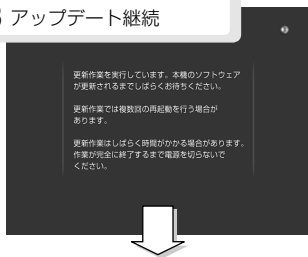 アップデート継続
更新作業を実行しています。本機のソフトウェア
が更新されるまでしばらくお待ちください。
更新作業では複数回の再起動を行う場合が
あります。
更新作業はしばらく時間がかかる場合があります。
作業が完全に終了するまで電源を切らないで
ください。